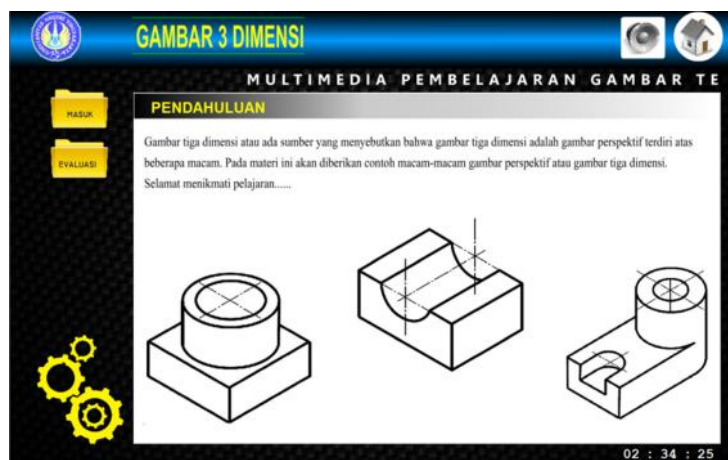 GAMBAR 3 DIMENSI
MULTIMEDIA PEMBELAJARAN GAMBAR TE
MASUK
PENDAHULUAN
Gambar tiga dimensi atau ada sumber yang menyebutkan bahwa gambar tiga dimensi adalah gambar perspektif terdiri atas
EVALUASI
beberapa macam. Pada materi ini akan diberikan contoh macam-macam gambar perspektif atau gambar tiga dimensi.
Selamat menikmati pelajaran......
02 : 34 : 25